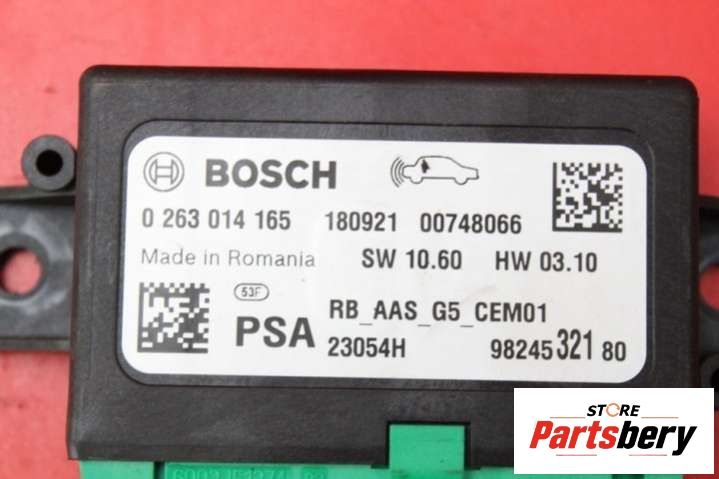 BOSCH
0 263 014 165 180921 00748066
Made in Romania SW 10.60 HW 03.10
53F
RB_AAS_G5_CEM01
PSA 23054H 98245 321 80
STORE
Partsbery